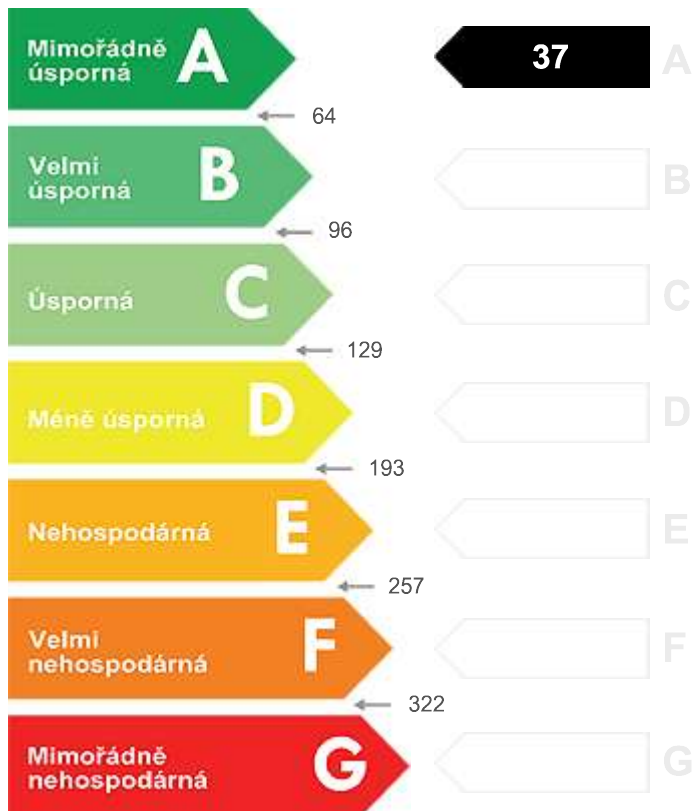 Mimořádně
úsporná
A
37
A
64
Velmi
úsporná
B
B
96
Úsporná
C
C
129
Méně úsporná
D
D
193
Nehospodárná
E
E
257
Velmi
nehospodárná
F
F
322
Mimořádně
nehospodárná
G
G